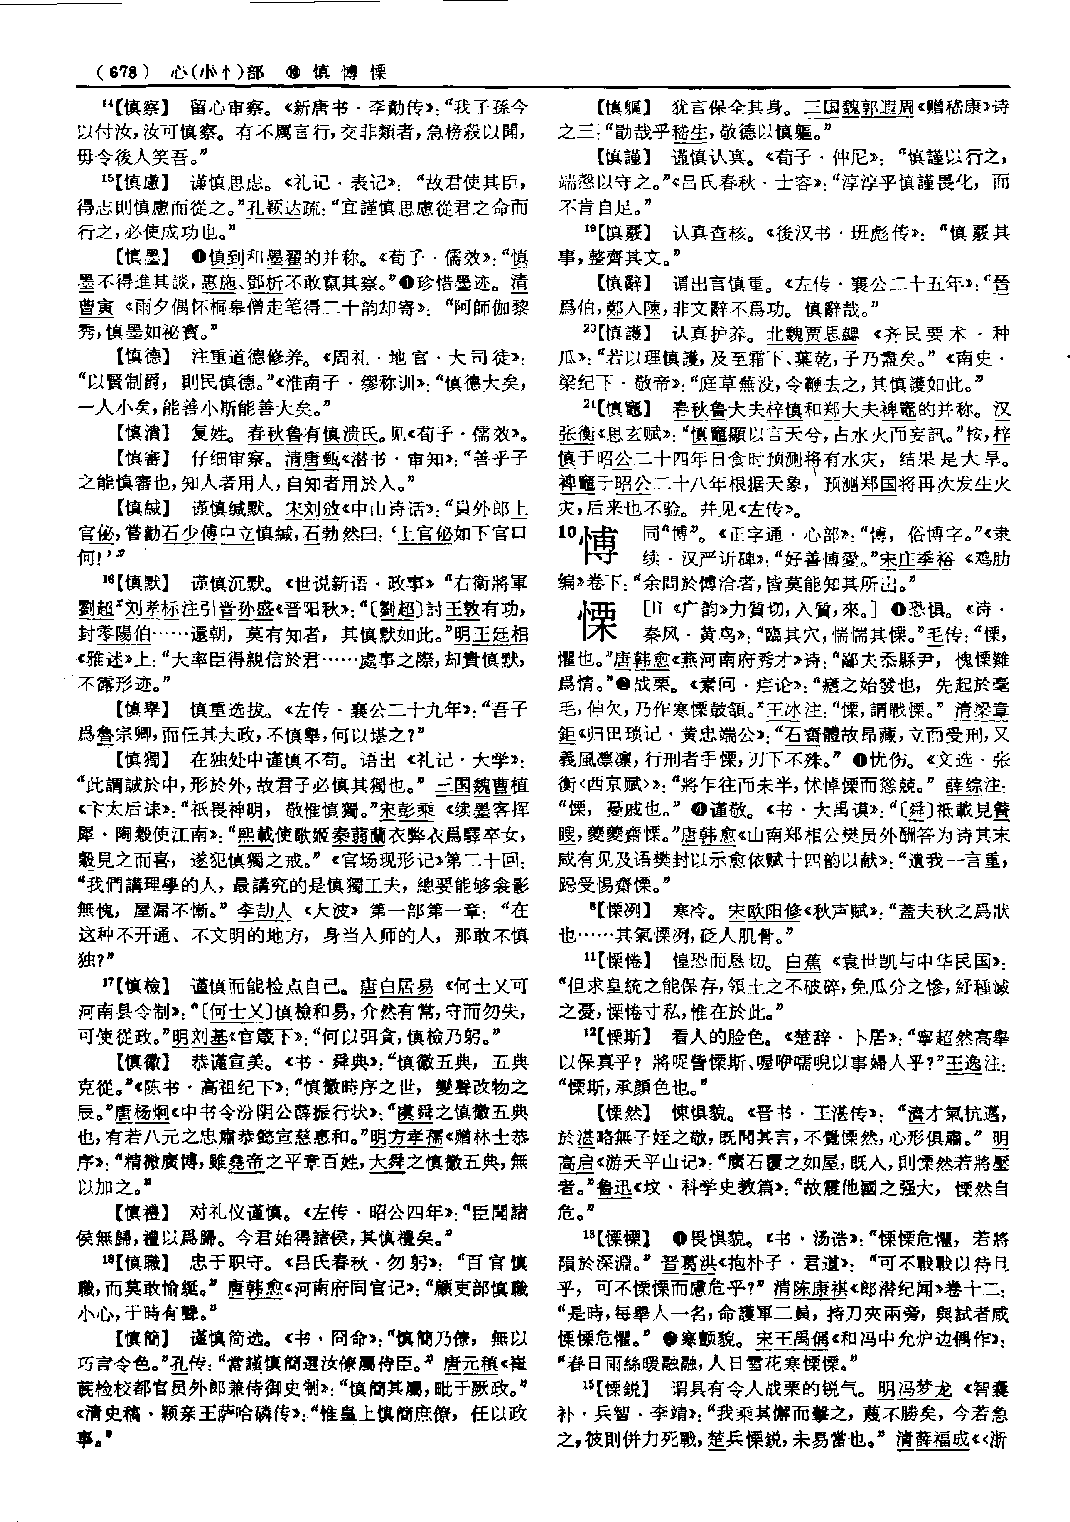 (678) 心(小忄)部 ⑩ 慎 愽 慄
14【慎察】 留心审察。《新唐书·李勣传》：“我了孫今
以付汝，汝可慎察。有不厲言行，交非類者，急榜殺以聞，
毋令後人笑吾。”
15【慎慮】 谨慎思虑。《礼记·表记》：“故君使其臣，
得志則慎慮而從之。”孔颖达疏：“宜謹慎思慮從君之命而
行之，必使成功也。”
【慎墨】 ❶慎到和墨翟的并称。《荀子·儒效》：“慎
墨不得進其談，惠施、鄧析不敢竄其察。”❷珍惜墨迹。清
曹寅《雨夕偶怀桐皋僧走笔得二十韵却寄》：“阿師伽黎
秀，慎墨如祕寶。”
【慎德】 注重道德修养。《周礼·地官·大司徒》：
“以賢制爵，則民慎德。”《淮南子·缪称训》：“慎德大矣，
一人小矣，能善小斯能善大矣。”
【慎潰】 复姓。春秋鲁有慎溃氏。见《荀子·儒效》。
【慎審】 仔细审察。清唐甄《潜书·审知》：“善乎子
之能慎審也，知人者用人，自知者用於人。”
【慎緘】 谨慎缄默。宋刘攽《中山诗话》：“員外郎上
官佖，嘗勸石少傅中立慎緘，石勃然曰：‘上官佖如下官口
何！’”
16【慎默】 谨慎沉默。《世说新语·政事》“右衛將軍
劉超”刘孝标注引晋孙盛《晋阳秋》：“〔劉超〕討王敦有功，
封零陽伯……還朝，莫有知者，其慎默如此。”明王廷相
《雅述》上：“大率臣得親信於君……處事之際，却貴慎默，
不露形迹。”
【慎舉】 慎重选拔。《左传·襄公二十九年》：“吾子
爲魯宗卿，而任其大政，不慎舉，何以堪之？”
【慎獨】 在独处中谨慎不苟。语出《礼记·大学》：
“此謂誠於中，形於外，故君子必慎其獨也。”三国魏曹植
《卞太后诔》：“祇畏神明，敬惟慎獨。”宋彭乘《续墨客挥
犀·陶穀使江南》：“熙載使歌姬秦蒻蘭衣弊衣爲驛卒女，
穀見之而喜，遂犯慎獨之戒。”《官场现形记》第二十回：
“我們講理學的人，最講究的是慎獨工夫，總要能够衾影
無愧，屋漏不慚。”李劼人《大波》第一部第一章：“在
这种不开通、不文明的地方，身当人师的人，那敢不慎
独？”
17【慎檢】 谨慎而能检点自己。唐白居易《何士乂可
河南县令制》：“〔何士乂〕慎檢和易，介然有常，守而勿失，
可使從政。”明刘基《官箴下》：“何以弭貪，慎檢乃躬。”
【慎徽】 恭谨宣美。《书·舜典》：“慎徽五典，五典
克從。”《陈书·高祖纪下》：“慎徽時序之世，變聲改物之
辰。”唐杨炯《中书令汾阴公薛振行状》：“虞舜之慎徽五典
也，有若八元之忠肅恭懿宣慈惠和。”明方孝孺《赠林士恭
序》：“精微廣博，雖堯帝之平章百姓，大舜之慎徽五典，無
以加之。”
【慎禮】 对礼仪谨慎。《左传·昭公四年》：“臣聞諸
侯無歸，禮以爲歸。今君始得諸侯，其慎禮矣。”
18【慎職】 忠于职守。《吕氏春秋·勿躬》：“百官慎
職，而莫敢愉綖。”唐韩愈《河南府同官记》：“顧吏部慎職
小心，于時有聲。”
【慎簡】 谨慎简选。《书·冏命》：“慎簡乃僚，無以
巧言令色。”孔传：“當謹慎簡選汝僚屬侍臣。”唐元稹《崔
蔇检校都官员外郎兼侍御史制》：“慎簡其屬，毗于厥政。”
《清史稿·颖亲王萨哈磷传》：“惟皇上慎簡庶僚，任以政
事。”
【慎軀】 犹言保全其身。三国魏郭遐周《赠嵇康》诗
之三：“勖哉乎嵇生，敬德以慎軀。”
【慎謹】 谨慎认真。《荀子·仲尼》：“慎謹以行之，
端愨以守之。”《吕氏春秋·士容》：“淳淳乎慎謹畏化，而
不肯自足。”
19【慎覈】 认真查核。《後汉书·班彪传》：“慎覈其
事，整齊其文。”
【慎辭】 谓出言慎重。《左传·襄公二十五年》：“晉
爲伯，鄭入陳，非文辭不爲功。慎辭哉。”
20【慎護】 认真护养。北魏贾思勰《齐民要术·种
瓜》：“若以理慎護，及至霜下、葉乾，子乃盡矣。”《南史·
梁纪下·敬帝》：“庭草蕪没，令鞭去之，其慎護如此。”
21【慎竈】 春秋鲁大夫梓慎和郑大夫裨竈的并称。汉
张衡《思玄赋》：“慎竈顯以言天兮，占水火而妄訊。”按，梓
慎于昭公二十四年日食时预测将有水灾，结果是大旱。
裨竈于昭公二十八年根据天象，预测郑国将再次发生火
灾，后来也不验。并见《左传》。
10愽 同“博”。《正字通·心部》：“愽，俗博字。”《隶
续·汉严䜣碑》：“好善愽愛。”宋庄季裕《鸡肋
编》卷下：“余問於愽洽者，皆莫能知其所出。”
慄 〔lì《广韵》力質切，入質，來。〕❶恐惧。《诗·
秦风·黄鸟》：“臨其穴，惴惴其慄。”毛传：“慄，
懼也。”唐韩愈《燕河南府秀才》诗：“鄙夫忝縣尹，愧慄難
爲情。”❷战栗。《素问·疟论》：“瘧之始發也，先起於毫
毛，伸欠，乃作寒慄鼓頷。”王冰注：“慄，謂戰慄。”清梁章
鉅《归田琐记·黄忠端公》：“石齋體故昂藏，立而受刑，又
義風凛凛，行刑者手慄，刃下不殊。”❸忧伤。《文选·张
衡〈西京赋〉》：“將乍往而未半，怵悼慄而慫兢。”薛综注：
“慄，憂戚也。”❹谨敬。《书·大禹谟》：“〔舜〕祗載見瞽
瞍，夔夔齋慄。”唐韩愈《山南郑相公樊员外酬答为诗其末
咸有见及语樊封以示愈依赋十四韵以献》：“遺我一言重，
跽受惕齋慄。”
8【慄冽】 寒冷。宋欧阳修《秋声赋》：“蓋夫秋之爲狀
也……其氣慄冽，砭人肌骨。”
11【慄惓】 惶恐而恳切。白蕉《袁世凯与中华民国》：
“但求皇统之能保存，領土之不破碎，免瓜分之惨，紓種滅
之憂，慄惓寸私，惟在於此。”
12【慄斯】 看人的脸色。《楚辞·卜居》：“寧超然高舉
以保真乎？將哫訾慄斯、喔咿嚅唲以事婦人乎？”王逸注：
“慄斯，承顔色也。”
【慄然】 悚惧貌。《晋书·王湛传》：“濟才氣抗邁，
於湛略無子姪之敬，既聞其言，不覺慄然，心形俱肅。”明
高启《游天平山记》：“廣石覆之如屋，既入，則慄然若將壓
者。”鲁迅《坟·科学史教篇》：“故震他國之强大，慄然自
危。”
13【慄慄】 ❶畏惧貌。《书·汤诰》：“慄慄危懼，若將
隕於深淵。”晋葛洪《抱朴子·君道》：“可不戰戰以待旦
乎，可不慄慄而慮危乎？”清陈康祺《郎潜纪闻》卷十二：
“是時，每舉人一名，命護軍二員，持刀夾兩旁，與試者咸
慄慄危懼。”❷寒颤貌。宋王禹偁《和冯中允炉边偶作》：
“春日雨絲暖融融，人日雪花寒慄慄。”
15【慄鋭】 谓具有令人战栗的锐气。明冯梦龙《智囊
补·兵智·李靖》：“我乘其懈而擊之，蔑不勝矣，今若急
之，彼則併力死戰，楚兵慄鋭，未易當也。”清薛福成《〈浙